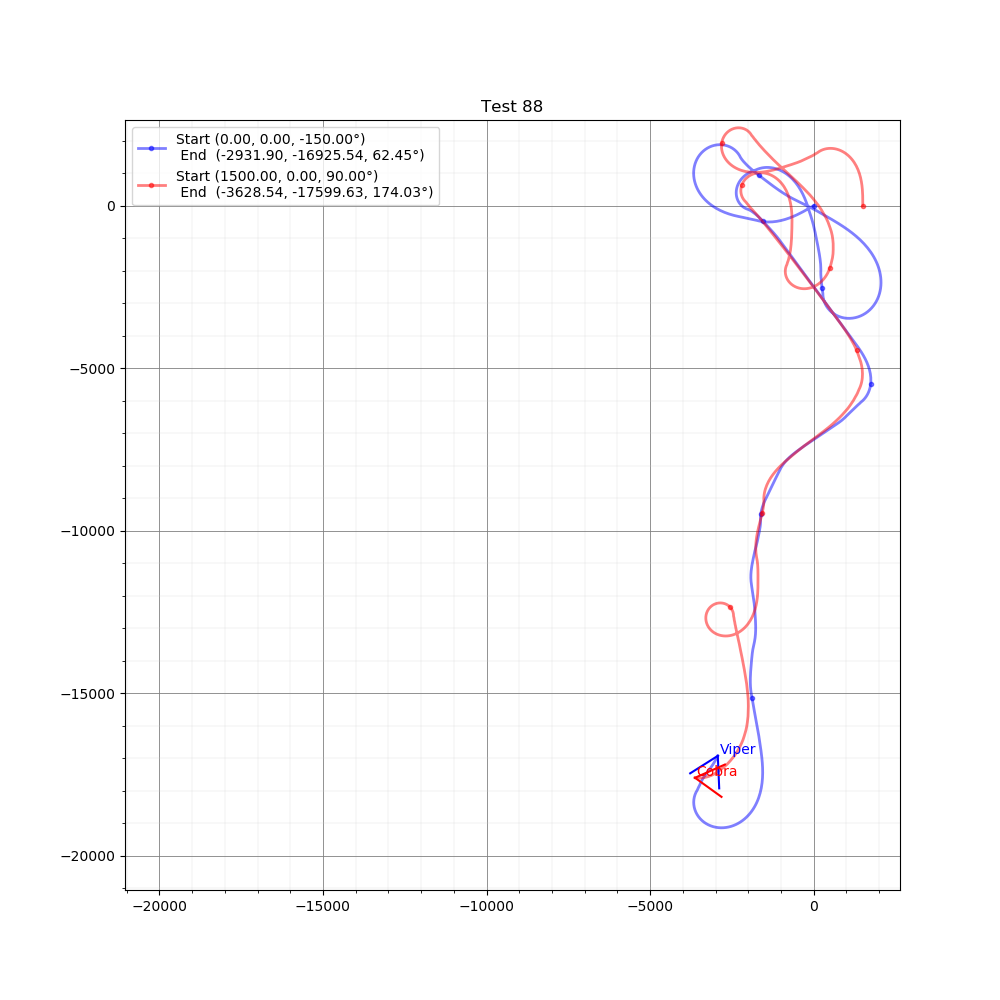 Test 88
Start (0.00, 0.00, -150.00°)
End (-2931.90, -16925.54, 62.45°)
Start (1500.00, 0.00, 90.00°)
End (-3628.54, -17599.63, 174.03°)
0
−5000
−10000
−15000
−20000
Viper
Cobra
−20000 −15000 −10000 −5000 0